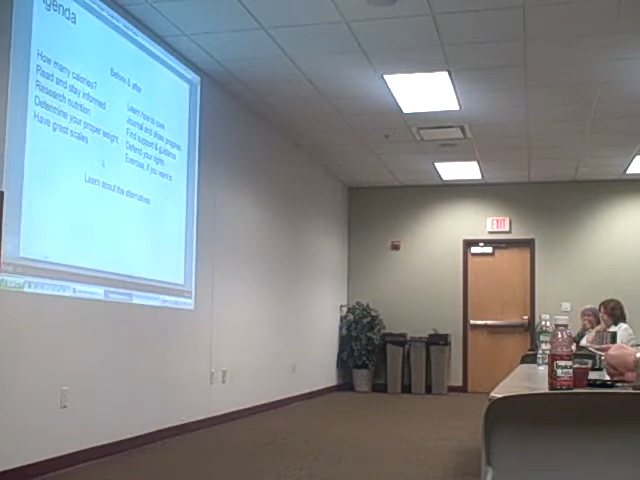 genda
Before & after
How many calories?
Read and stay informed
Research nutrition
Determine your proper weight
Have great scales
Learn how to
Journal and share progress
Find support & guidance
Defend your rights
Exercise, if you want to
Learn about the alternatives
EXIT